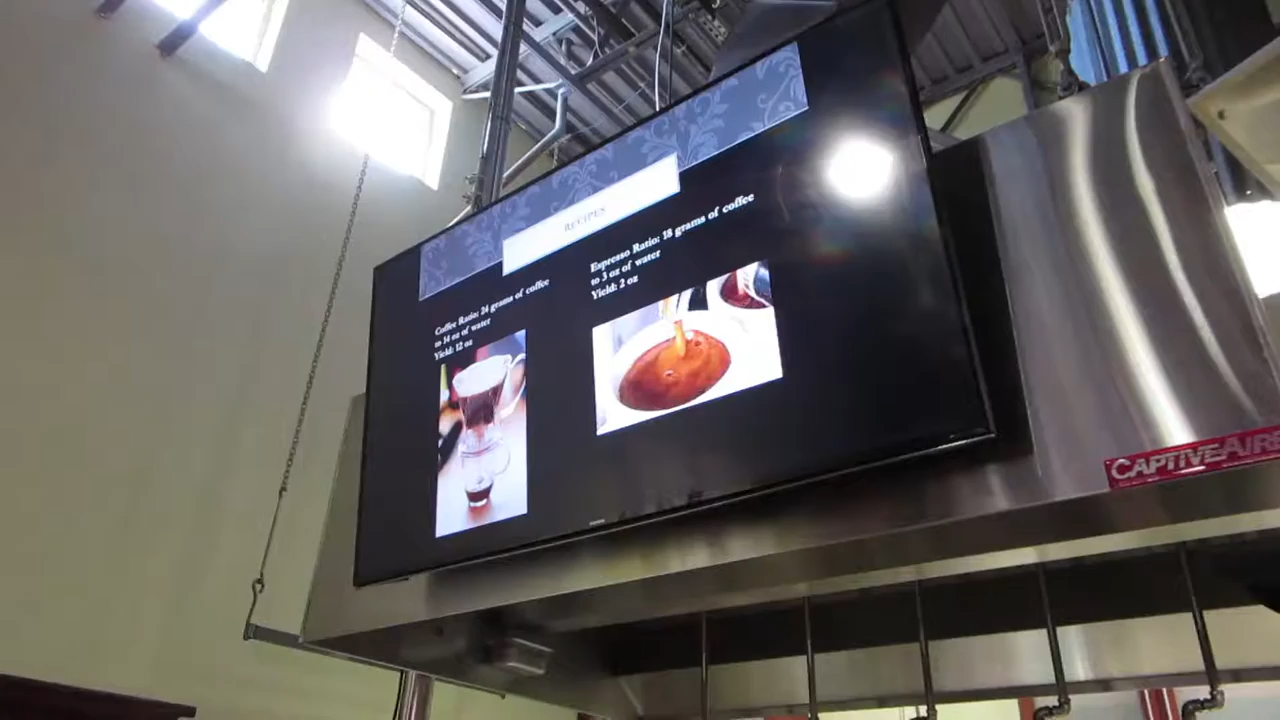 RECIPES
Coffee Ratio: 24 grams of coffee
to 14 oz of water
Yield: 12 oz
Espresso Ratio: 18 grams of coffee
to 3 oz of water
Yield: 2 oz
CAPTIVEAIRE